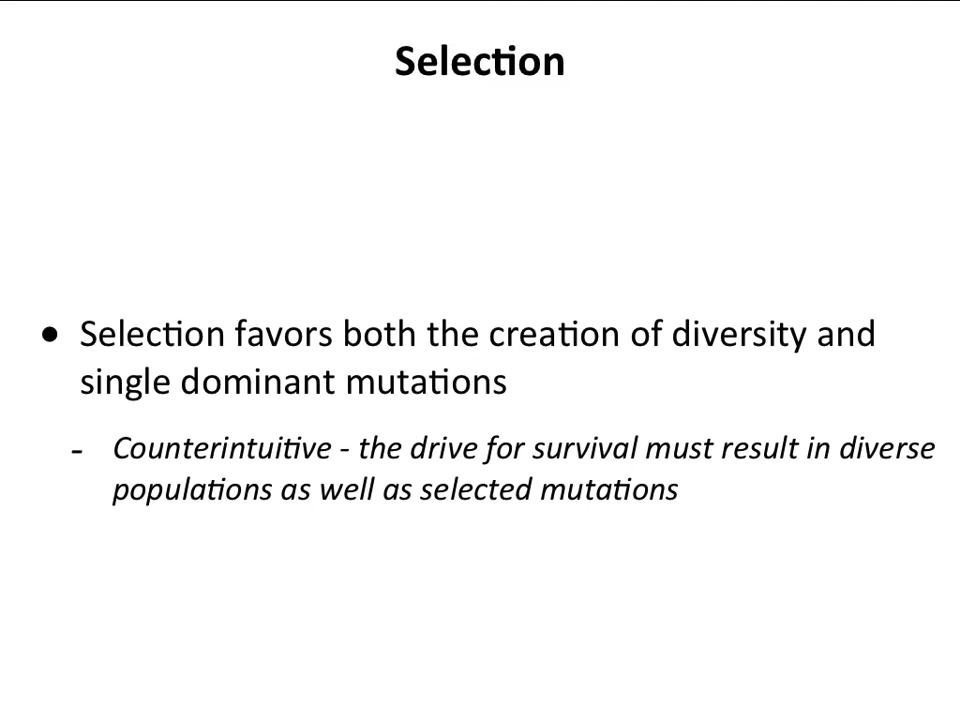 Selection
• Selection favors both the creation of diversity and
single dominant mutations
- Counterintuitive - the drive for survival must result in diverse
populations as well as selected mutations